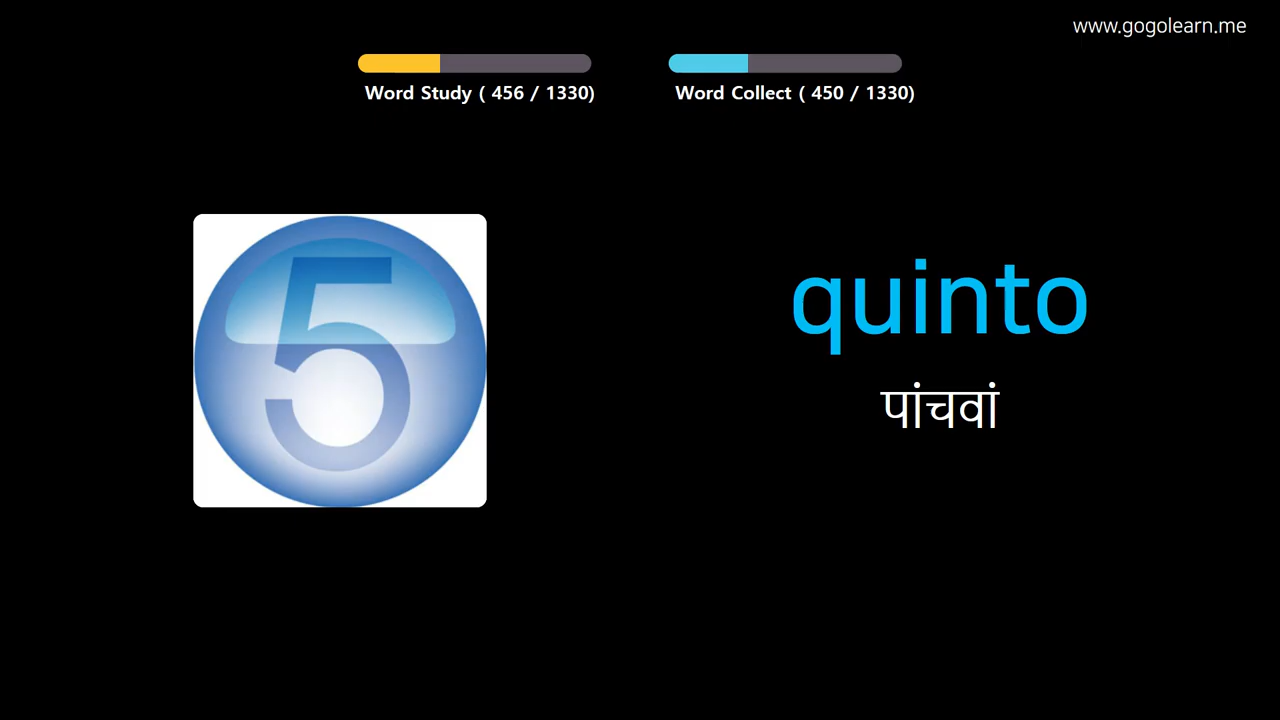 www.gogolearn.me
Word Study ( 456 / 1330)
Word Collect ( 450 / 1330)
5
quinto
पांचवां